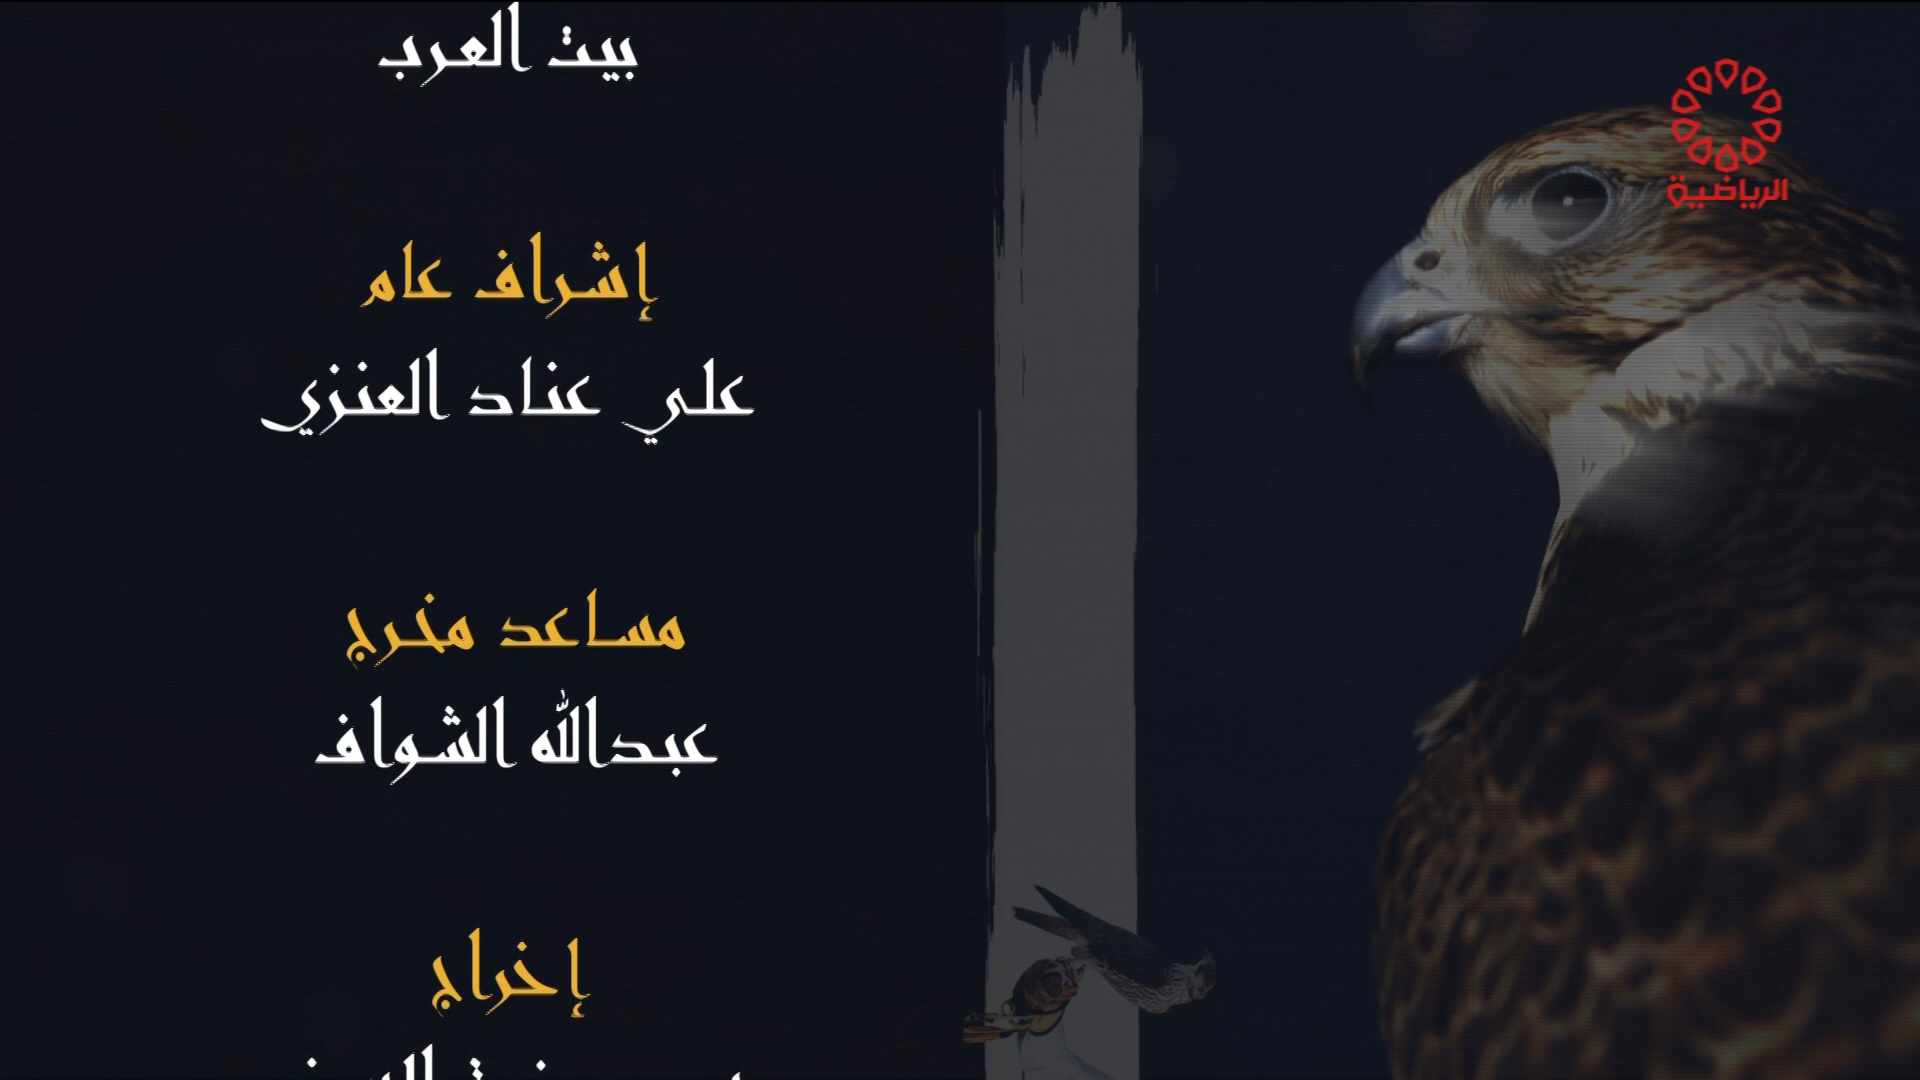 بيت العرب
الرياضية
إشراف عام
علي عناد العنزي
مساعد مخرج
عبدالله الشواف
إخراج